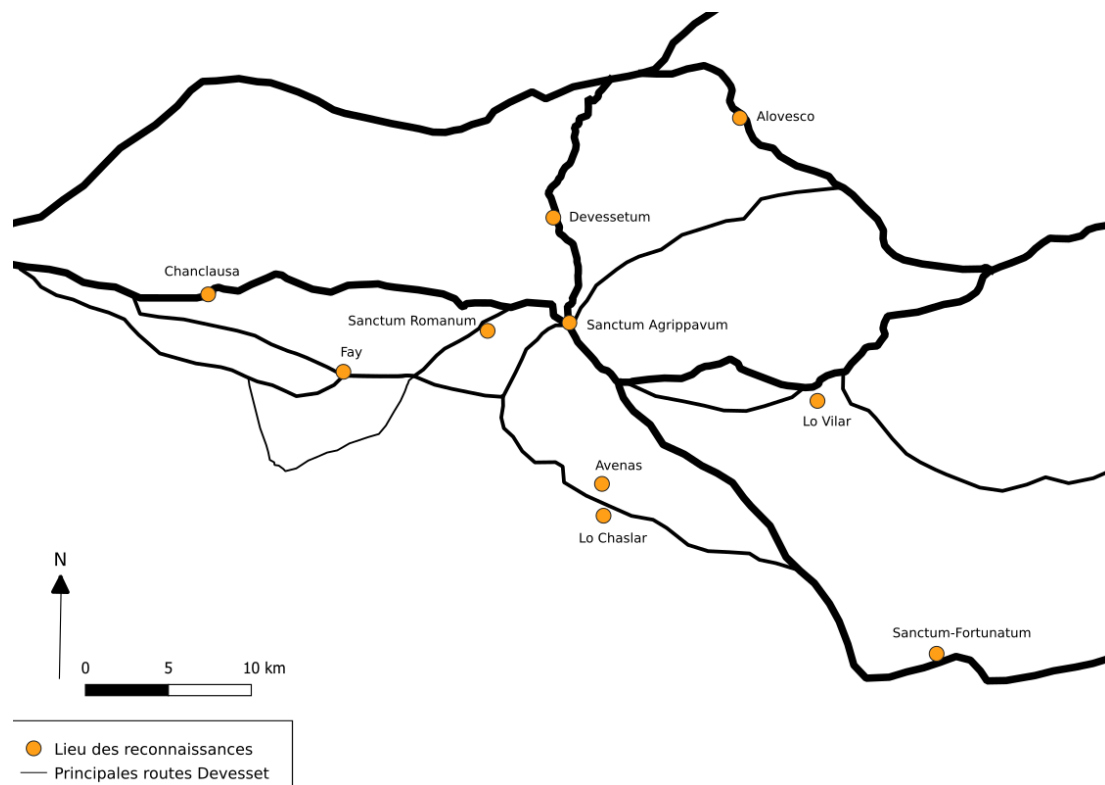 Alovesco
Devessetum
Chanclausa
Sanctum Romanum
Sanctum Agrippavum
Fay
Lo Vilar
Avenas
Lo Chaslar
N
Sanctum-Fortunatum
0 5 10 km
Lieu des reconnaissances
Principales routes Devesset